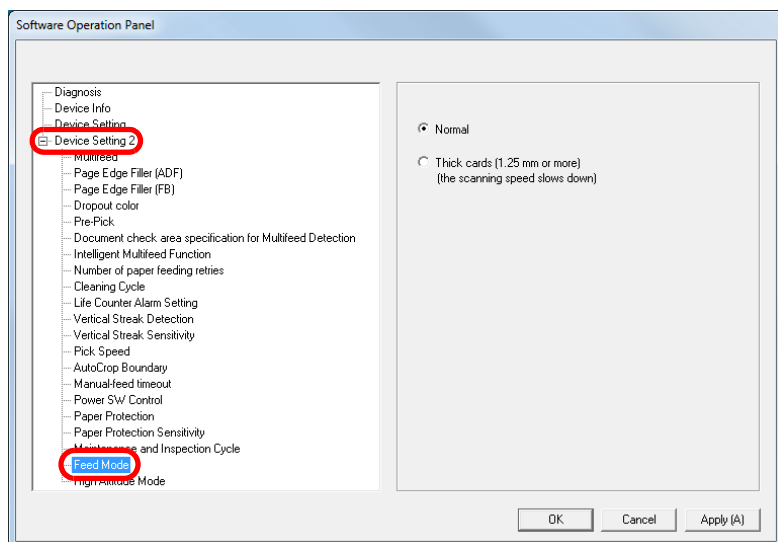 Software Operation Panel
Diagnosis
Device Info
Device Setting
Device Setting 2
Multifeed
Page Edge Filler (ADF)
Page Edge Filler (FB)
Dropout color
Pre-Pick
Document check area specification for Multifeed Detection
Intelligent Multifeed Function
Number of paper feeding retries
Cleaning Cycle
Life Counter Alarm Setting
Vertical Streak Detection
Vertical Streak Sensitivity
Pick Speed
AutoCrop Boundary
Manual-feed timeout
Power SW Control
Paper Protection
Paper Protection Sensitivity
Maintenance and Inspection Cycle
Feed Mode
High Altitude Mode
Normal
Thick cards (1.25 mm or more)
(the scanning speed slows down)
OK Cancel Apply (A)